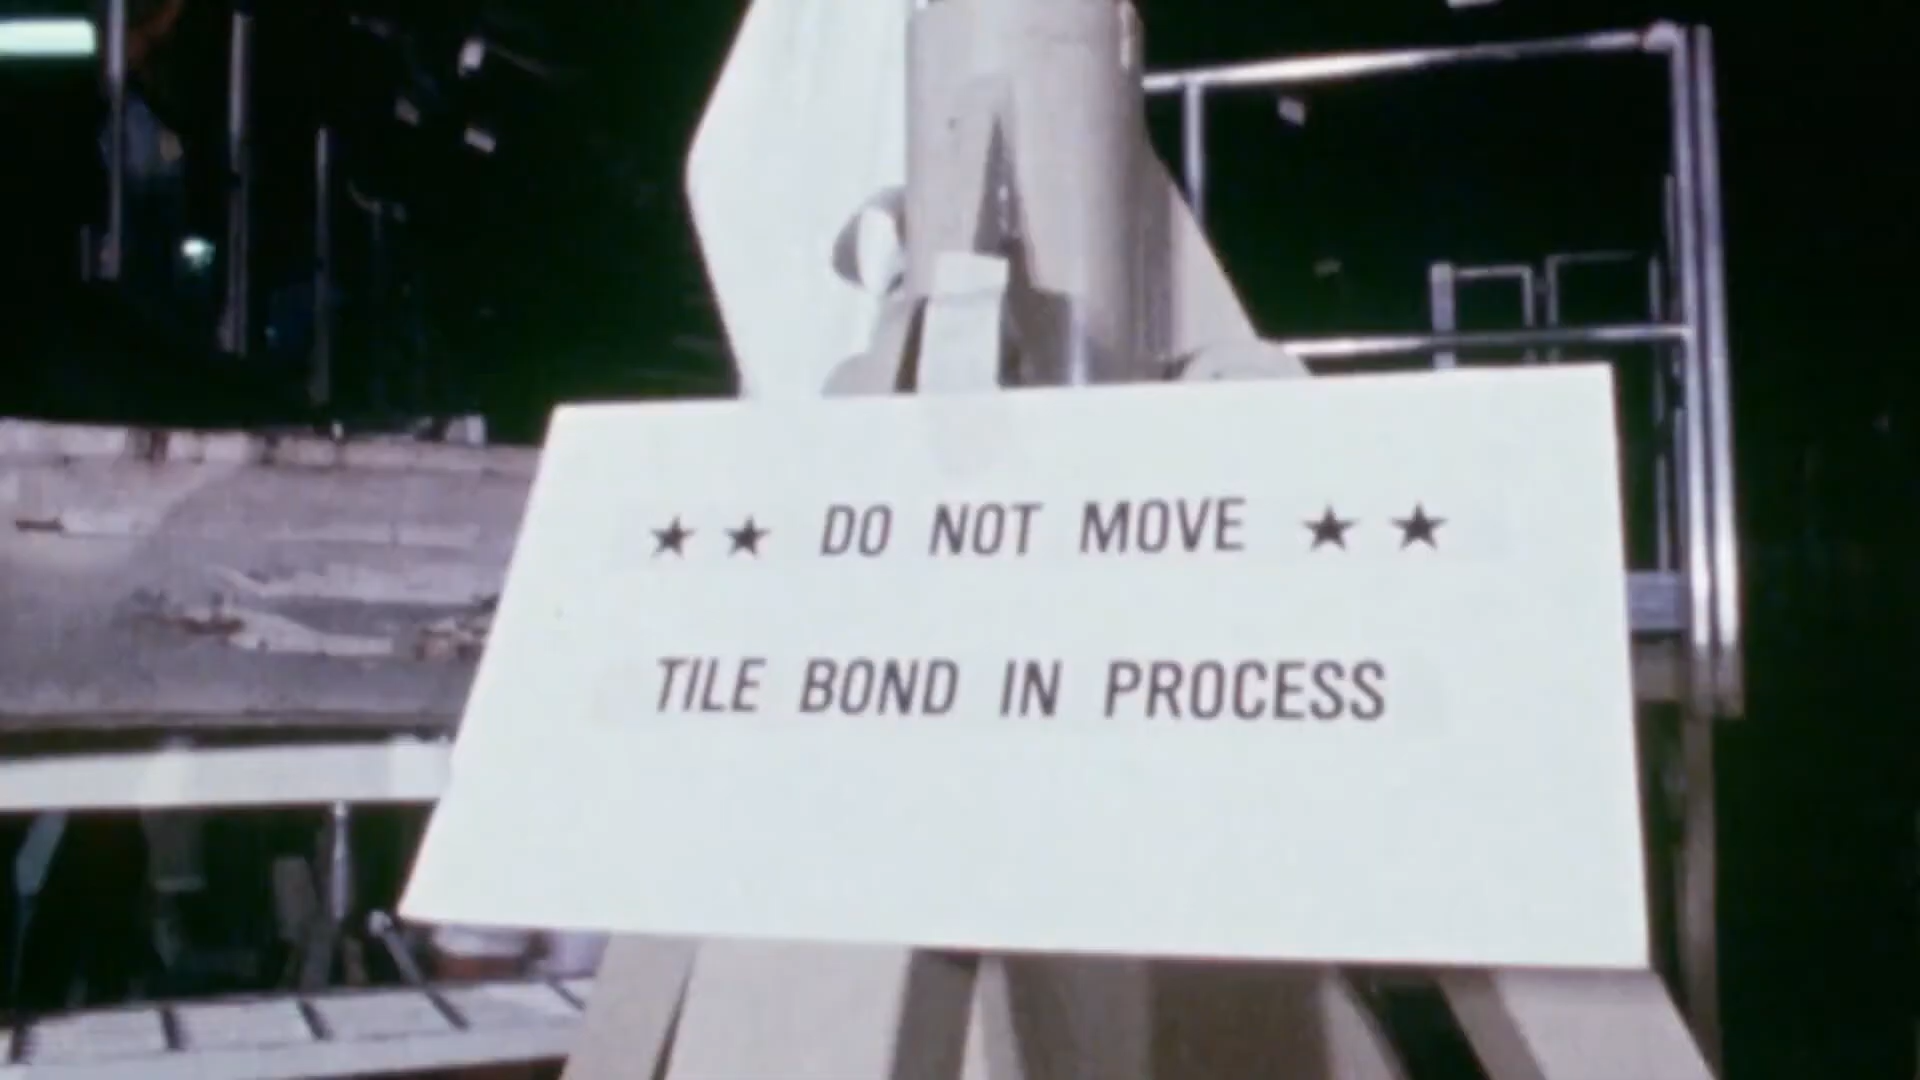 ★ ★ DO NOT MOVE ★ ★
TILE BOND IN PROCESS